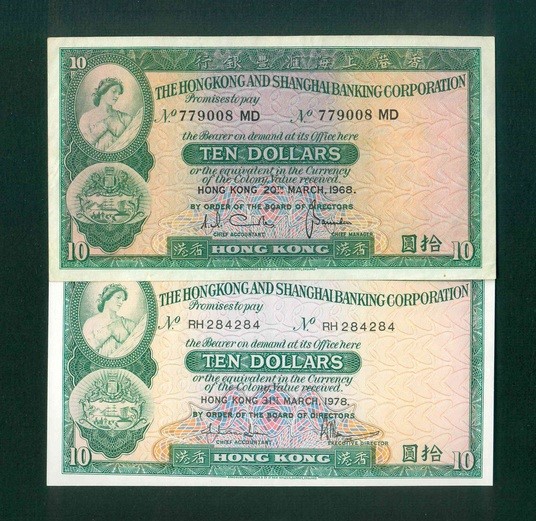 10 行銀豐滙海上港香
THE HONGKONG AND SHANGHAI BANKING CORPORATION
Promises to pay
Nº 779008 MD Nº 779008 MD
the Bearer on demand at its Office here
TEN DOLLARS
or the equivalent in the Currency
of the Colony, Value received.
HONG KONG 20TH MARCH, 1968.
BY ORDER OF THE BOARD OF DIRECTORS
CHIEF ACCOUNTANT CHIEF MANAGER
10 港香 HONG KONG 港香 圓拾 10
THE HONGKONG AND SHANGHAI BANKING CORPORATION
Promises to pay
Nº RH 284284 Nº RH 284284
the Bearer on demand at its Office here
TEN DOLLARS
or the equivalent in the Currency
of the Colony, Value received.
HONG KONG 31ST MARCH, 1978.
BY ORDER OF THE BOARD OF DIRECTORS
CHIEF ACCOUNTANT EXECUTIVE DIRECTOR
10 港香 HONG KONG 港香 圓拾 10